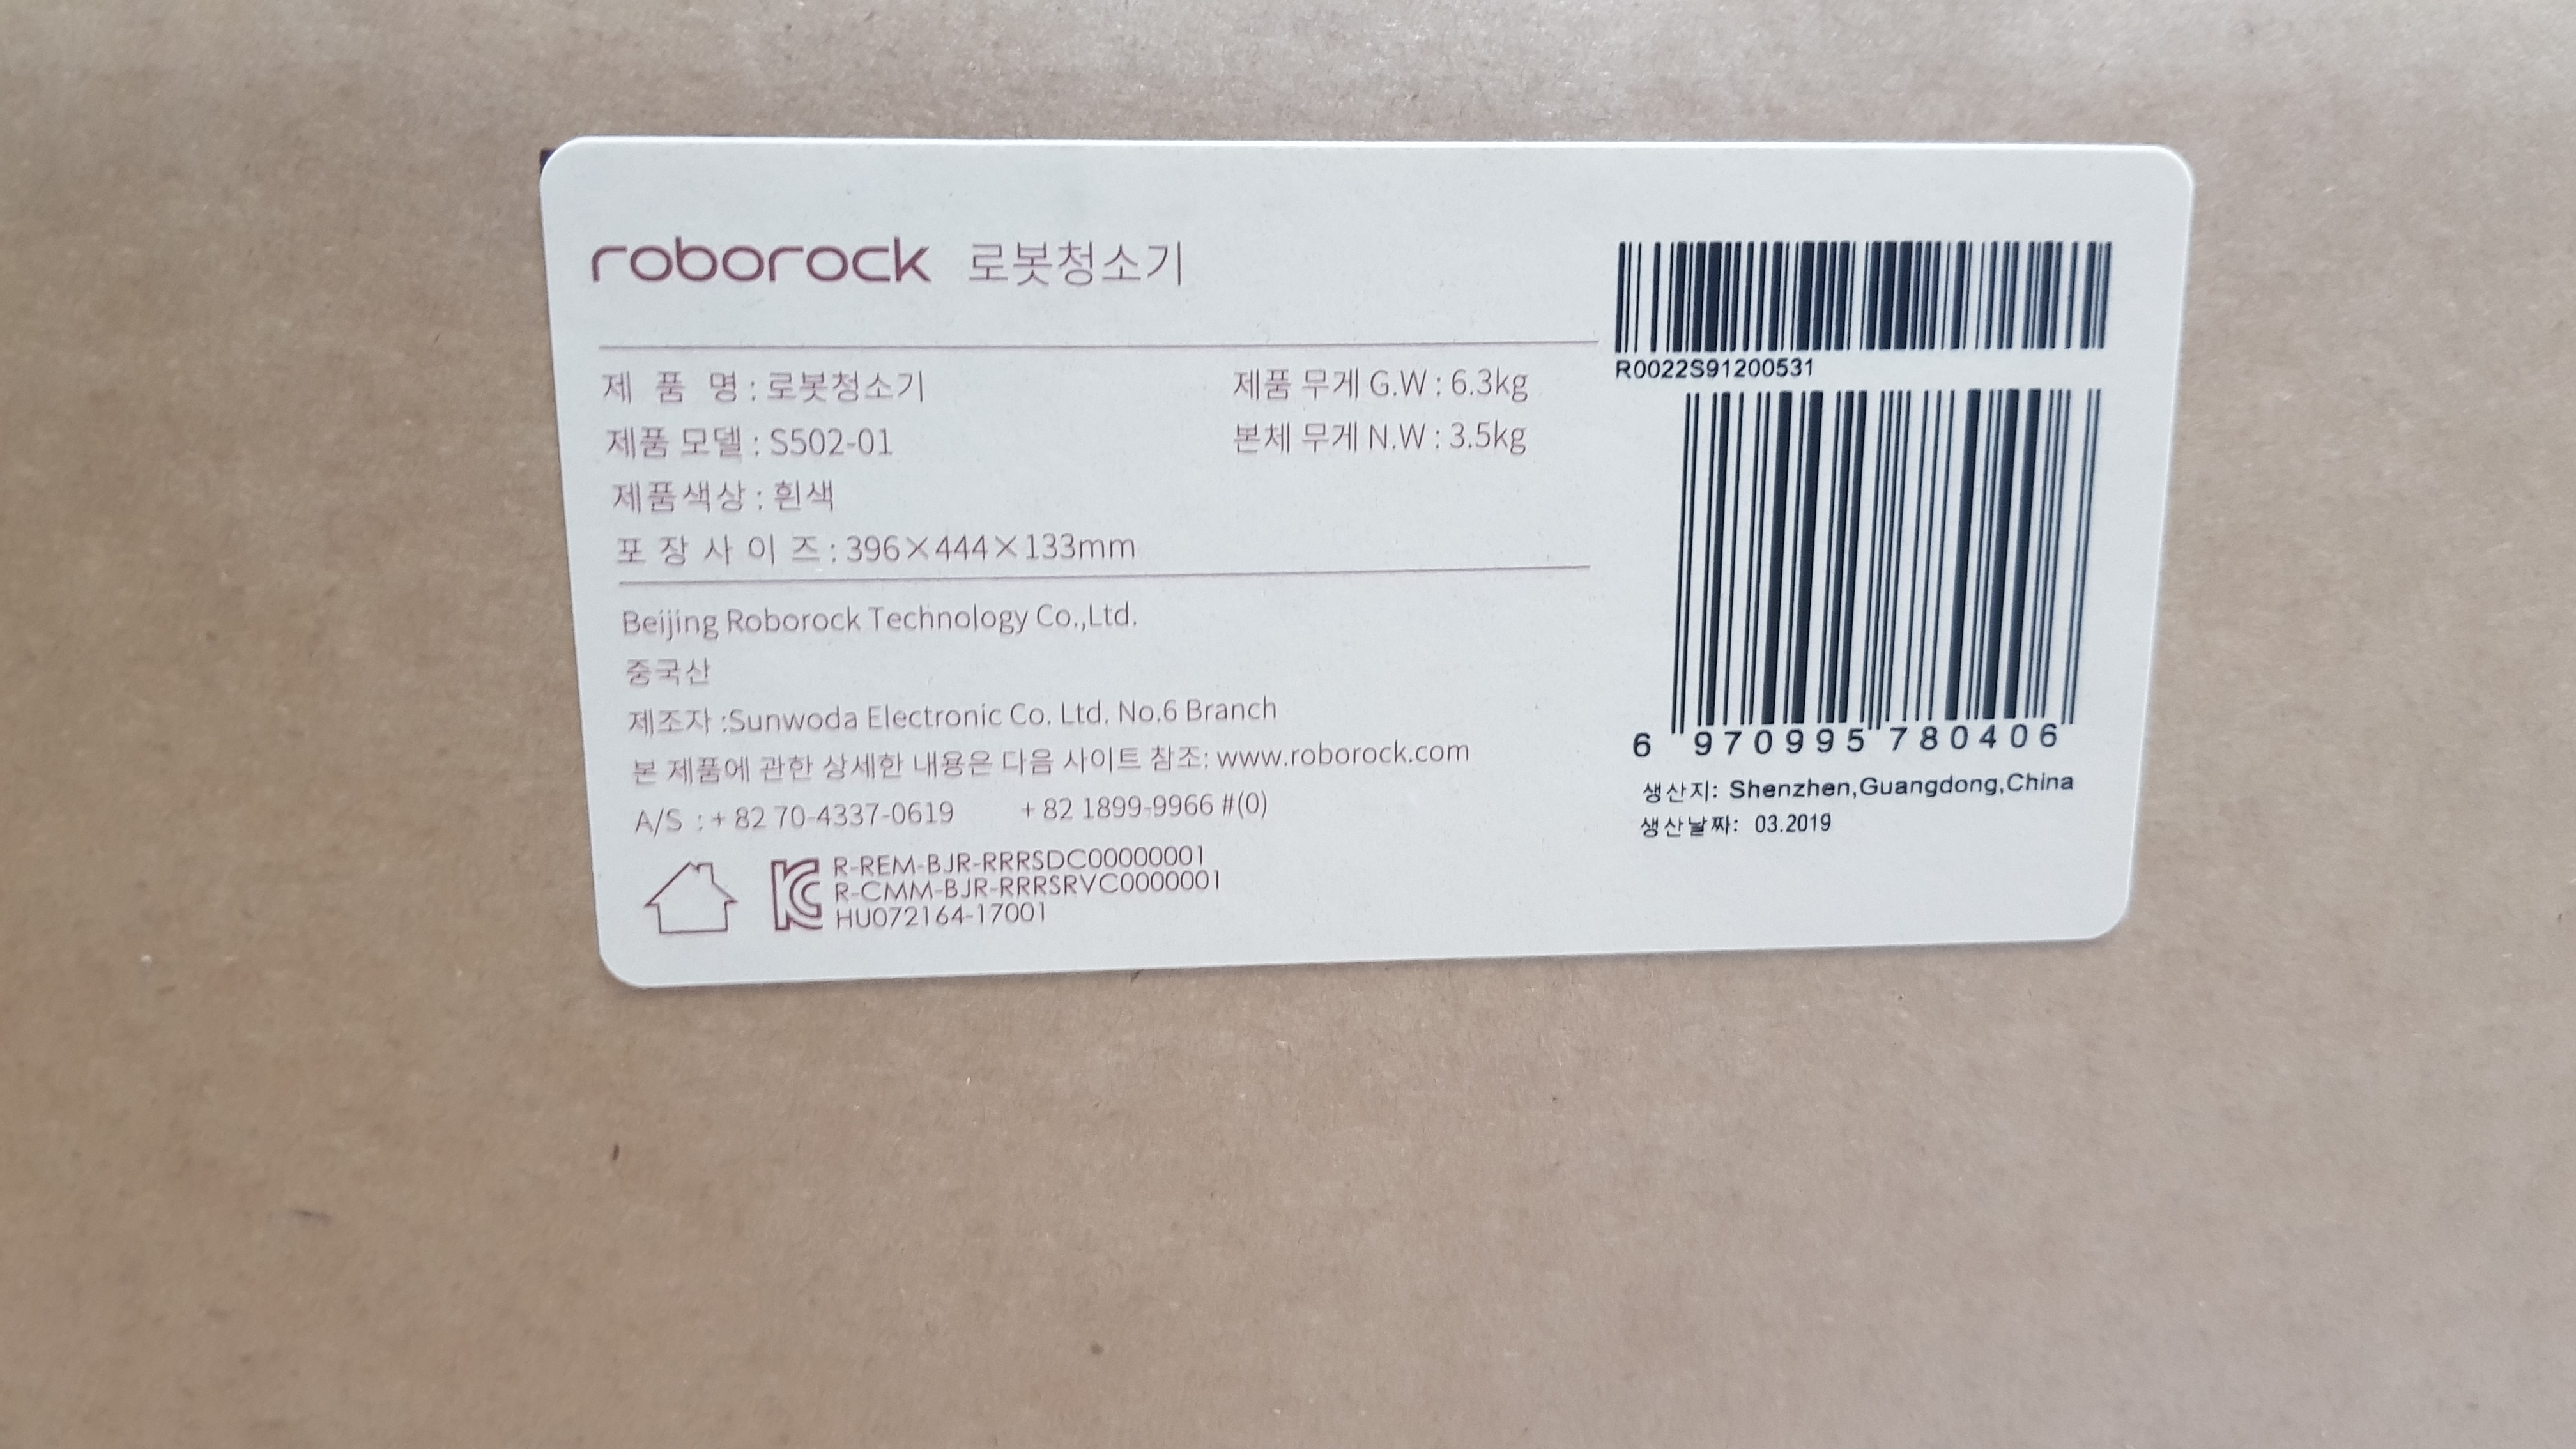 roborock 로봇청소기
제 품 명 : 로봇청소기
제품 모델 : S502-01
제품색상 : 흰색
포 장 사 이 즈 : 396×444×133mm
제품 무게 G.W : 6.3kg
본체 무게 N.W : 3.5kg
Beijing Roborock Technology Co.,Ltd.
중국산
제조자 :Sunwoda Electronic Co. Ltd. No.6 Branch
본 제품에 관한 상세한 내용은 다음 사이트 참조: www.roborock.com
A/S : + 82 70-4337-0619 + 82 1899-9966 #(0)
R-REM-BJR-RRRSDC00000001
R-CMM-BJR-RRRSRVC0000001
HU072164-17001
R0022S91200531
6 970995 780406
생산지: Shenzhen,Guangdong,China
생산날짜: 03.2019